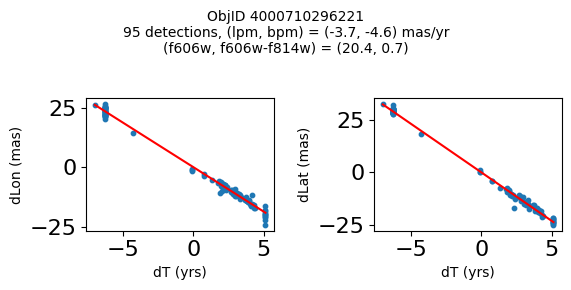 ObjID 4000710296221
95 detections, (lpm, bpm) = (-3.7, -4.6) mas/yr
(f606w, f606w-f814w) = (20.4, 0.7)
dLon (mas)
25
0
−25
−5
0
5
dT (yrs)
dLat (mas)
25
0
−25
−5
0
5
dT (yrs)